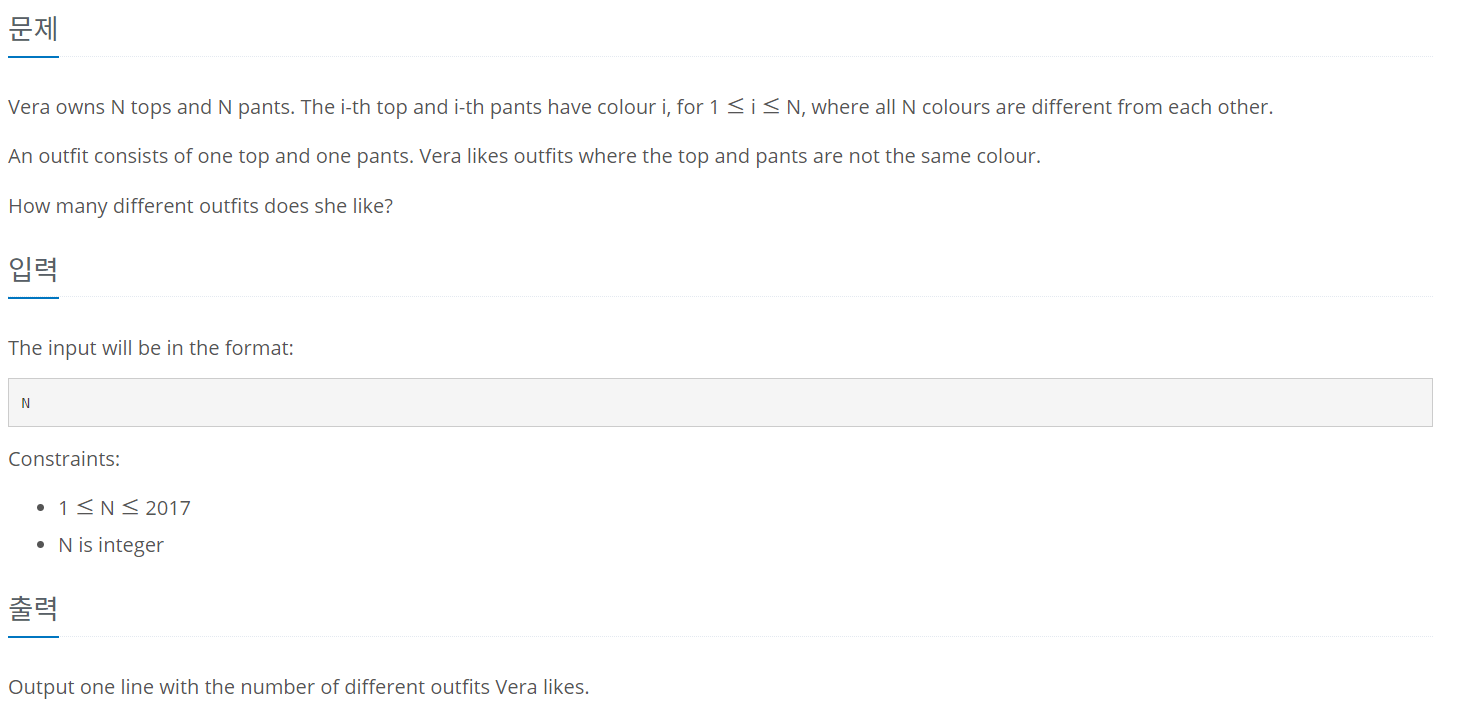 문제
Vera owns N tops and N pants. The i-th top and i-th pants have colour i, for 1 ≤ i ≤ N, where all N colours are different from each other.
An outfit consists of one top and one pants. Vera likes outfits where the top and pants are not the same colour.
How many different outfits does she like?
입력
The input will be in the format:
N
Constraints:
• 1 ≤ N ≤ 2017
• N is integer
출력
Output one line with the number of different outfits Vera likes.